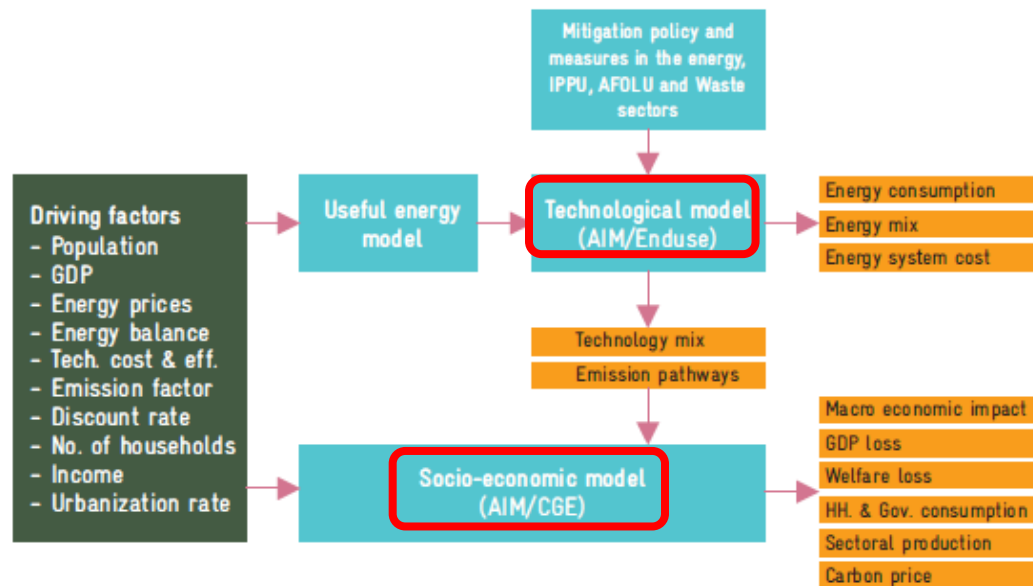 Mitigation policy and
measures in the energy,
IPPU, AFOLU and Waste
sectors
Driving factors
- Population
- GDP
- Energy prices
- Energy balance
- Tech. cost & eff.
- Emission factor
- Discount rate
- No. of households
- Income
- Urbanization rate
Useful energy
model
Technological model
(AIM/Enduse)
Energy consumption
Energy mix
Energy system cost
Technology mix
Emission pathways
Socio-economic model
(AIM/CGE)
Macro economic impact
GDP loss
Welfare loss
HH. & Gov. consumption
Sectoral production
Carbon price